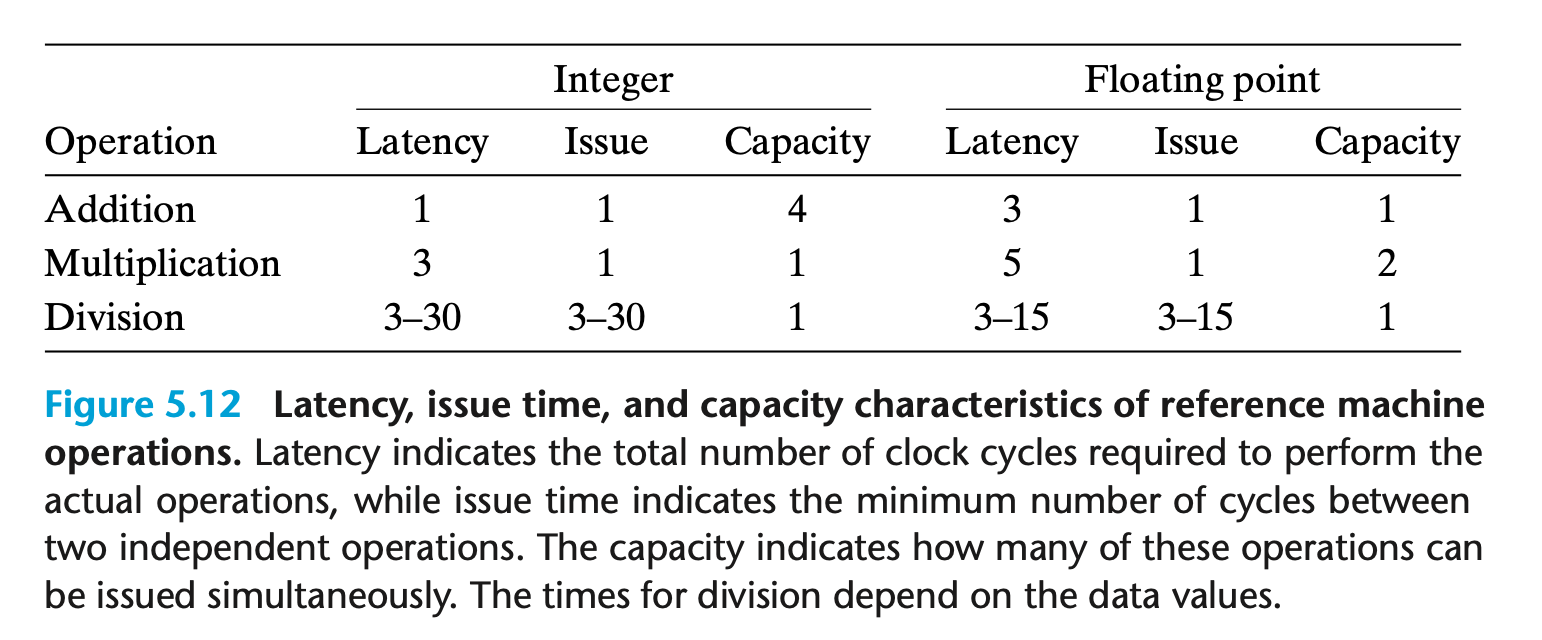 Integer Floating point
Operation Latency Issue Capacity Latency Issue Capacity
Addition 1 1 4 3 1 1
Multiplication 3 1 1 5 1 2
Division 3–30 3–30 1 3–15 3–15 1
Figure 5.12 Latency, issue time, and capacity characteristics of reference machine
operations. Latency indicates the total number of clock cycles required to perform the
actual operations, while issue time indicates the minimum number of cycles between
two independent operations. The capacity indicates how many of these operations can
be issued simultaneously. The times for division depend on the data values.